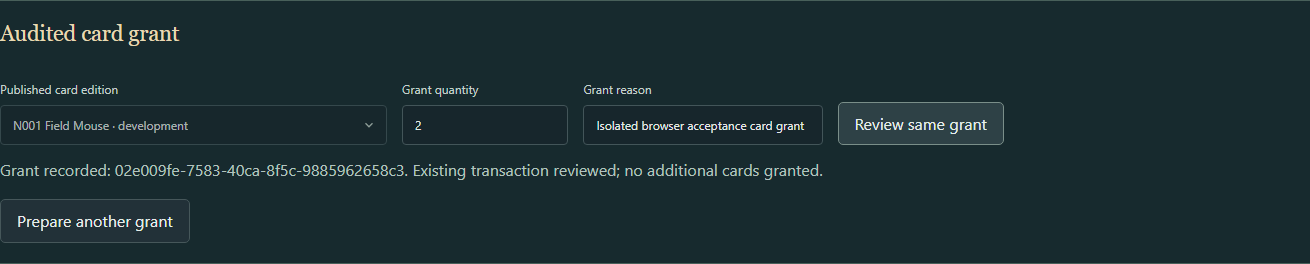 Audited card grant
Published card edition
Grant quantity
Grant reason
N001 Field Mouse · development
2
Isolated browser acceptance card grant
Review same grant
Grant recorded: 02e009fe-7583-40ca-8f5c-9885962658c3. Existing transaction reviewed; no additional cards granted.
Prepare another grant